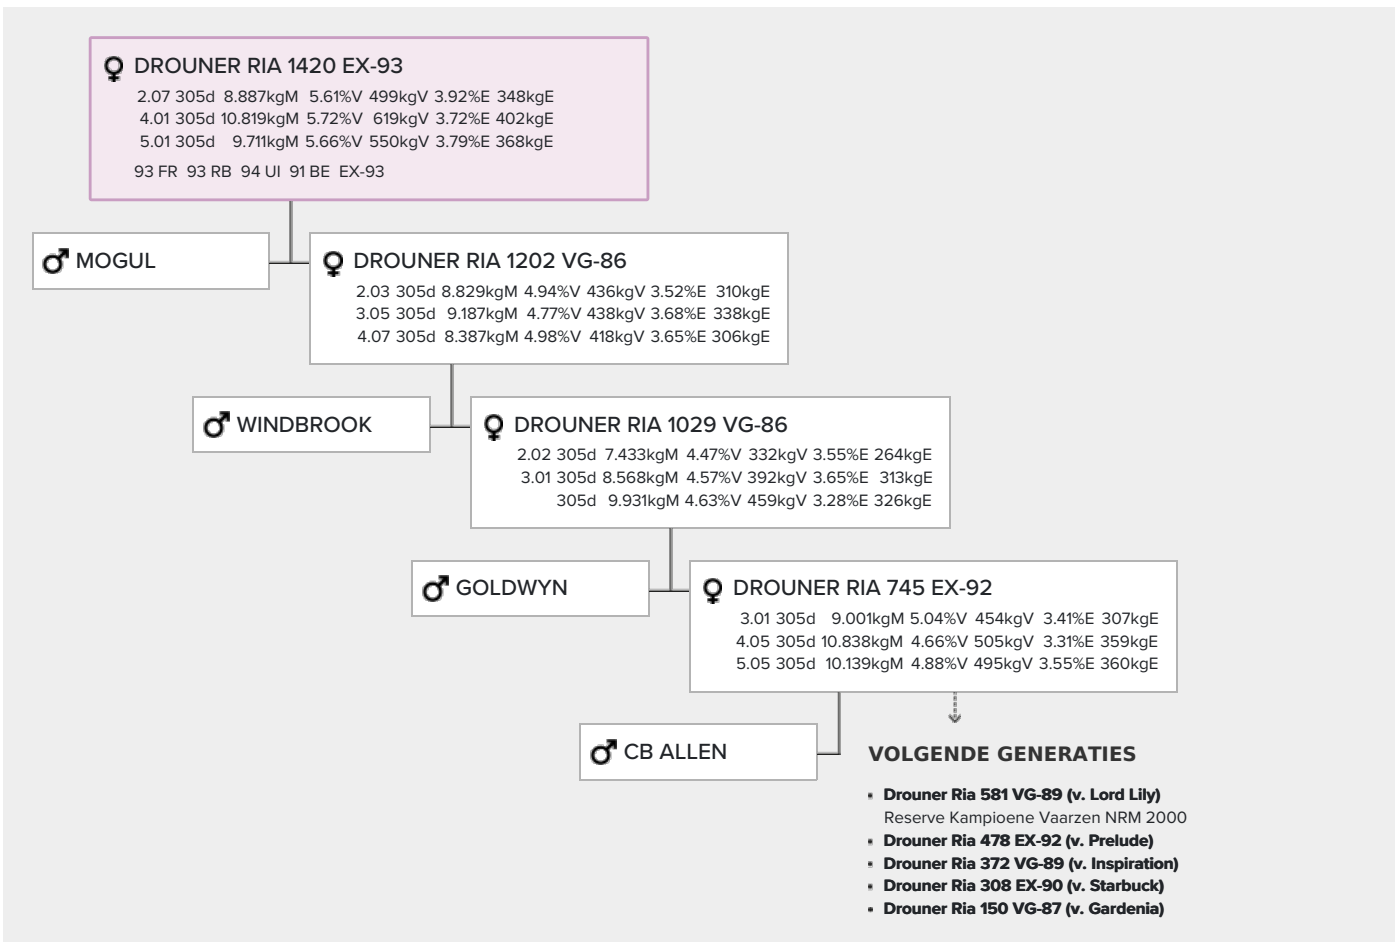 DROUNER RIA 1420 EX-93
2.07 305d 8.887kgM 5.61%V 499kgV 3.92%E 348kgE
4.01 305d 10.819kgM 5.72%V 619kgV 3.72%E 402kgE
5.01 305d 9.711kgM 5.66%V 550kgV 3.79%E 368kgE
93 FR 93 RB 94 UI 91 BE EX-93
MOGUL
DROUNER RIA 1202 VG-86
2.03 305d 8.829kgM 4.94%V 436kgV 3.52%E 310kgE
3.05 305d 9.187kgM 4.77%V 438kgV 3.68%E 338kgE
4.07 305d 8.387kgM 4.98%V 418kgV 3.65%E 306kgE
WINDBROOK
DROUNER RIA 1029 VG-86
2.02 305d 7.433kgM 4.47%V 332kgV 3.55%E 264kgE
3.01 305d 8.568kgM 4.57%V 392kgV 3.65%E 313kgE
305d 9.931kgM 4.63%V 459kgV 3.28%E 326kgE
GOLDWYN
DROUNER RIA 745 EX-92
3.01 305d 9.001kgM 5.04%V 454kgV 3.41%E 307kgE
4.05 305d 10.838kgM 4.66%V 505kgV 3.31%E 359kgE
5.05 305d 10.139kgM 4.88%V 495kgV 3.55%E 360kgE
CB ALLEN
VOLGENDE GENERATIES
Drouner Ria 581 VG-89 (v. Lord Lily)
Reserve Kampioene Vaarzen NRM 2000
Drouner Ria 478 EX-92 (v. Prelude)
Drouner Ria 372 VG-89 (v. Inspiration)
Drouner Ria 308 EX-90 (v. Starbuck)
Drouner Ria 150 VG-87 (v. Gardenia)